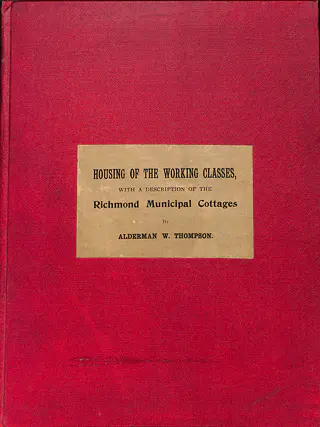 HOUSING OF THE WORKING CLASSES,
WITH A DESCRIPTION OF THE
Richmond Municipal Cottages
BY
ALDERMAN W. THOMPSON.